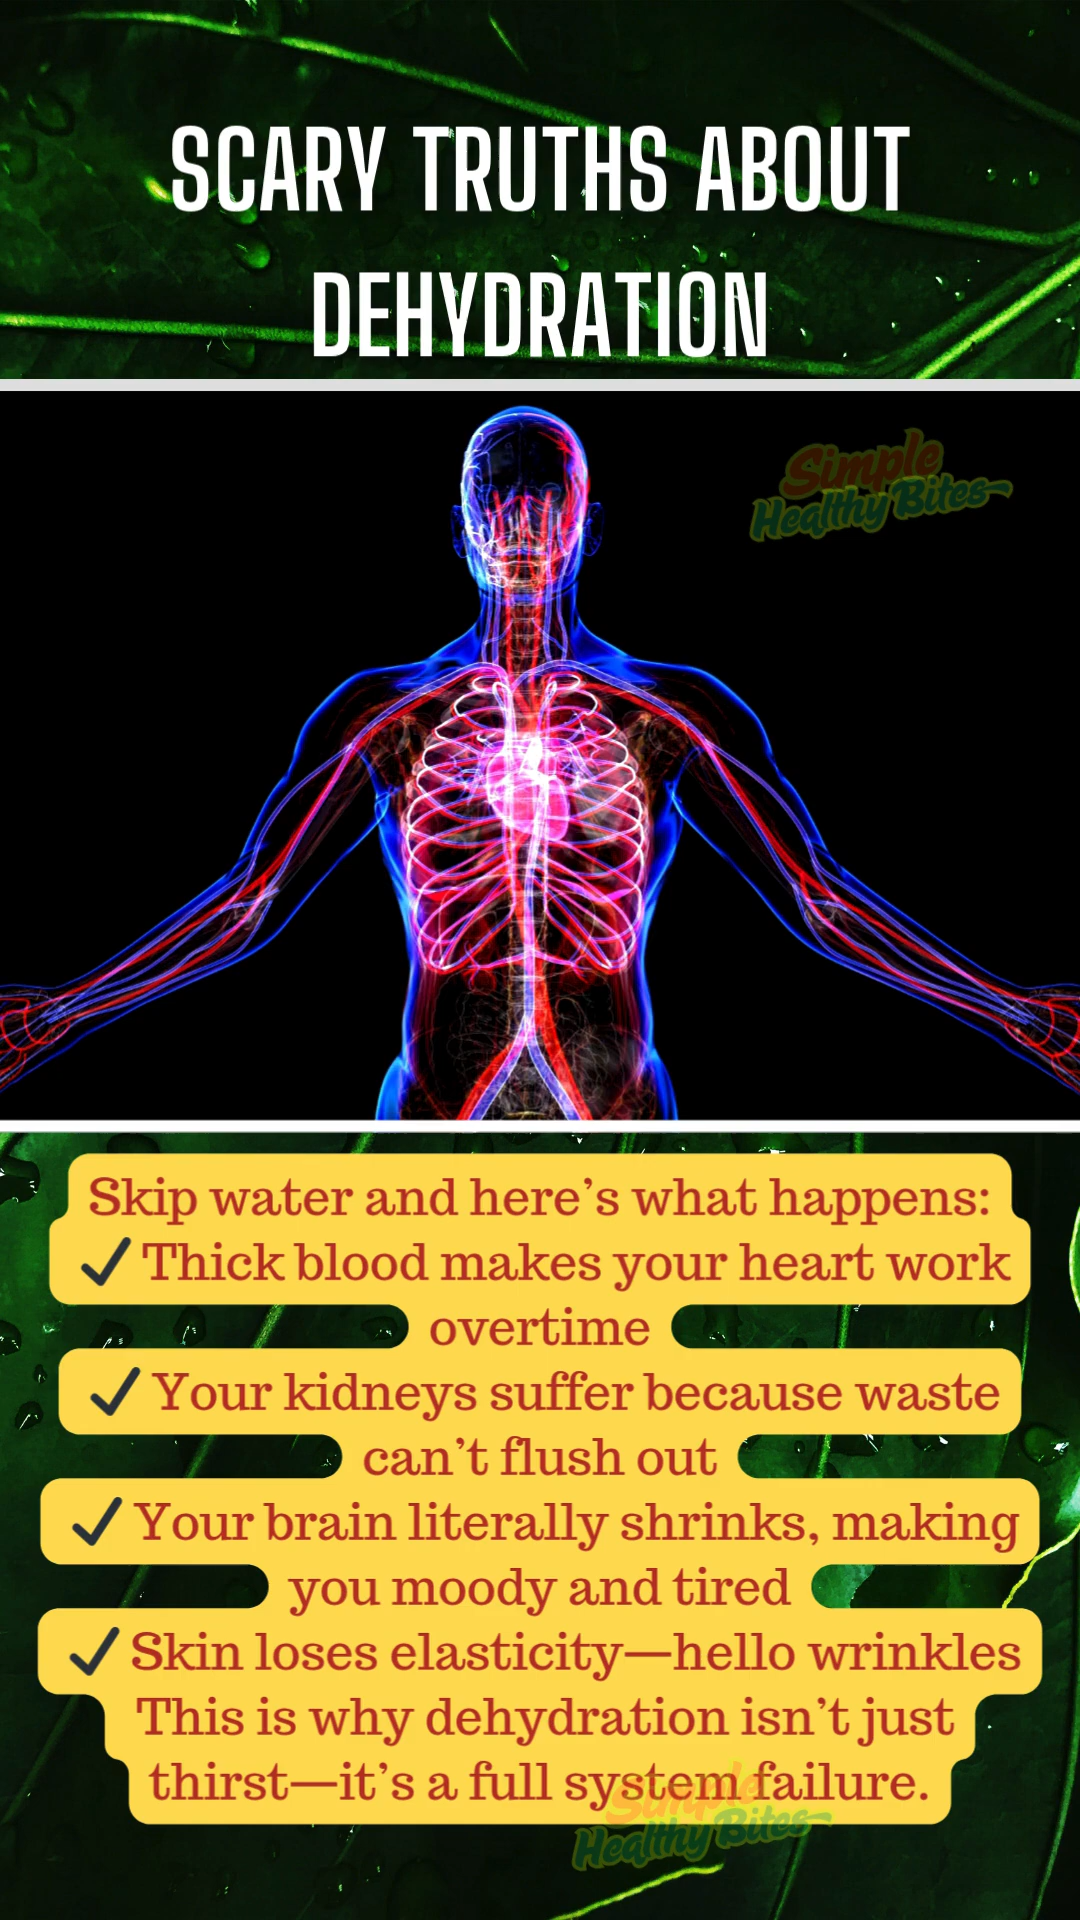 SCARY TRUTHS ABOUT
DEHYDRATION
Simple
Healthy Bites
Skip water and here’s what happens:
✓ Thick blood makes your heart work
overtime
✓ Your kidneys suffer because waste
can’t flush out
✓ Your brain literally shrinks, making
you moody and tired
✓ Skin loses elasticity—hello wrinkles
This is why dehydration isn’t just
thirst—it’s a full system failure.
Simple
Healthy Bites